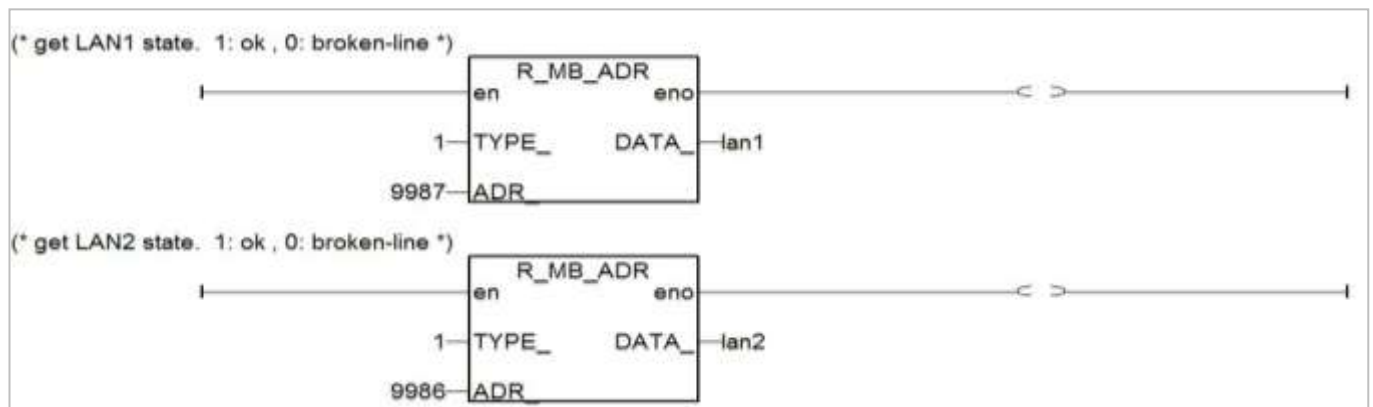 (* get LAN1 state.  1: ok , 0: broken-line *)
R_MB_ADR
en eno
1 TYPE_ DATA_ lan1
9987 ADR_
(* get LAN2 state.  1: ok , 0: broken-line *)
R_MB_ADR
en eno
1 TYPE_ DATA_ lan2
9986 ADR_